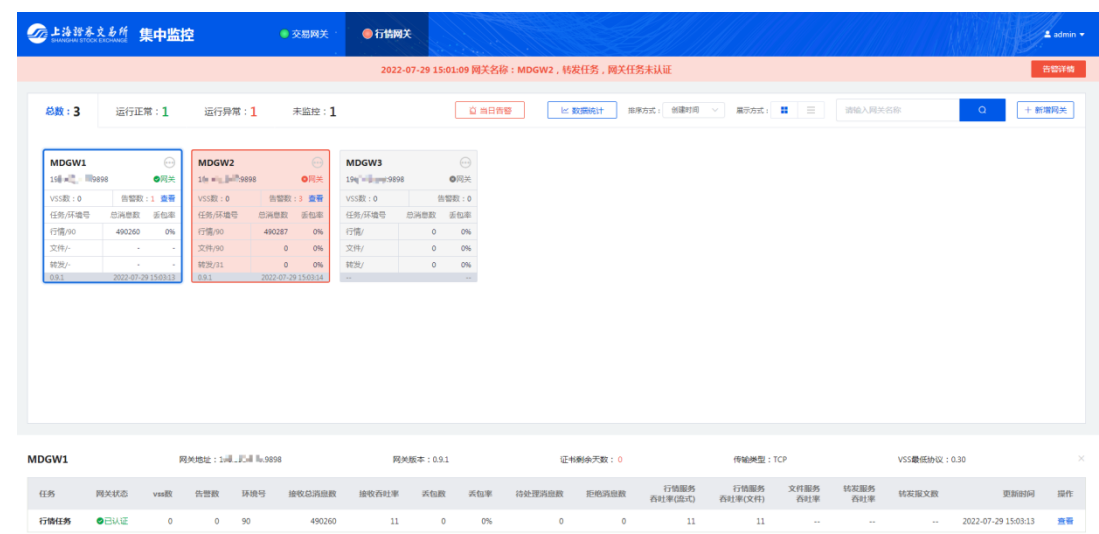 上海證券交易所 集中监控 交易网关 行情网关 admin
SHANGHAI STOCK EXCHANGE
2022-07-29 15:01:09 网关名称：MDGW2，转发任务，网关任务未认证 告警详情
总数：3 运行正常：1 运行异常：1 未监控：1 当日告警 数据统计 排序方式： 创建时间 展示方式： 请输入网关名称 + 新增网关
MDGW1
9898 网关
VSS数：0 告警数：1 查看
任务/环境号 总消息数 丢包率
行情/90 490260 0%
文件/- - -
转发/- - -
0.9.1 2022-07-29 15:03:13
MDGW2
:9898 网关
VSS数：0 告警数：3 查看
任务/环境号 总消息数 丢包率
行情/90 490287 0%
文件/90 0 0%
转发/31 0 0%
0.9.1 2022-07-29 15:03:14
MDGW3
:9898 网关
VSS数：0 告警数：0
任务/环境号 总消息数 丢包率
行情/ 0 0%
文件/ 0 0%
转发/ 0 0%
-- --
MDGW1 网关地址： .9898 网关版本：0.9.1 证书剩余天数：0 传输类型：TCP VSS最低协议：0.30
任务 网关状态 vss数 告警数 环境号 接收总消息数 接收吞吐率 丢包数 丢包率 待处理消息数 拒绝消息数 行情服务吞吐率(流式) 行情服务吞吐率(文件) 文件服务吞吐率 转发服务吞吐率 转发报文数 更新时间 操作
行情任务 已认证 0 0 90 490260 11 0 0% 0 0 11 11 -- -- -- 2022-07-29 15:03:13 查看